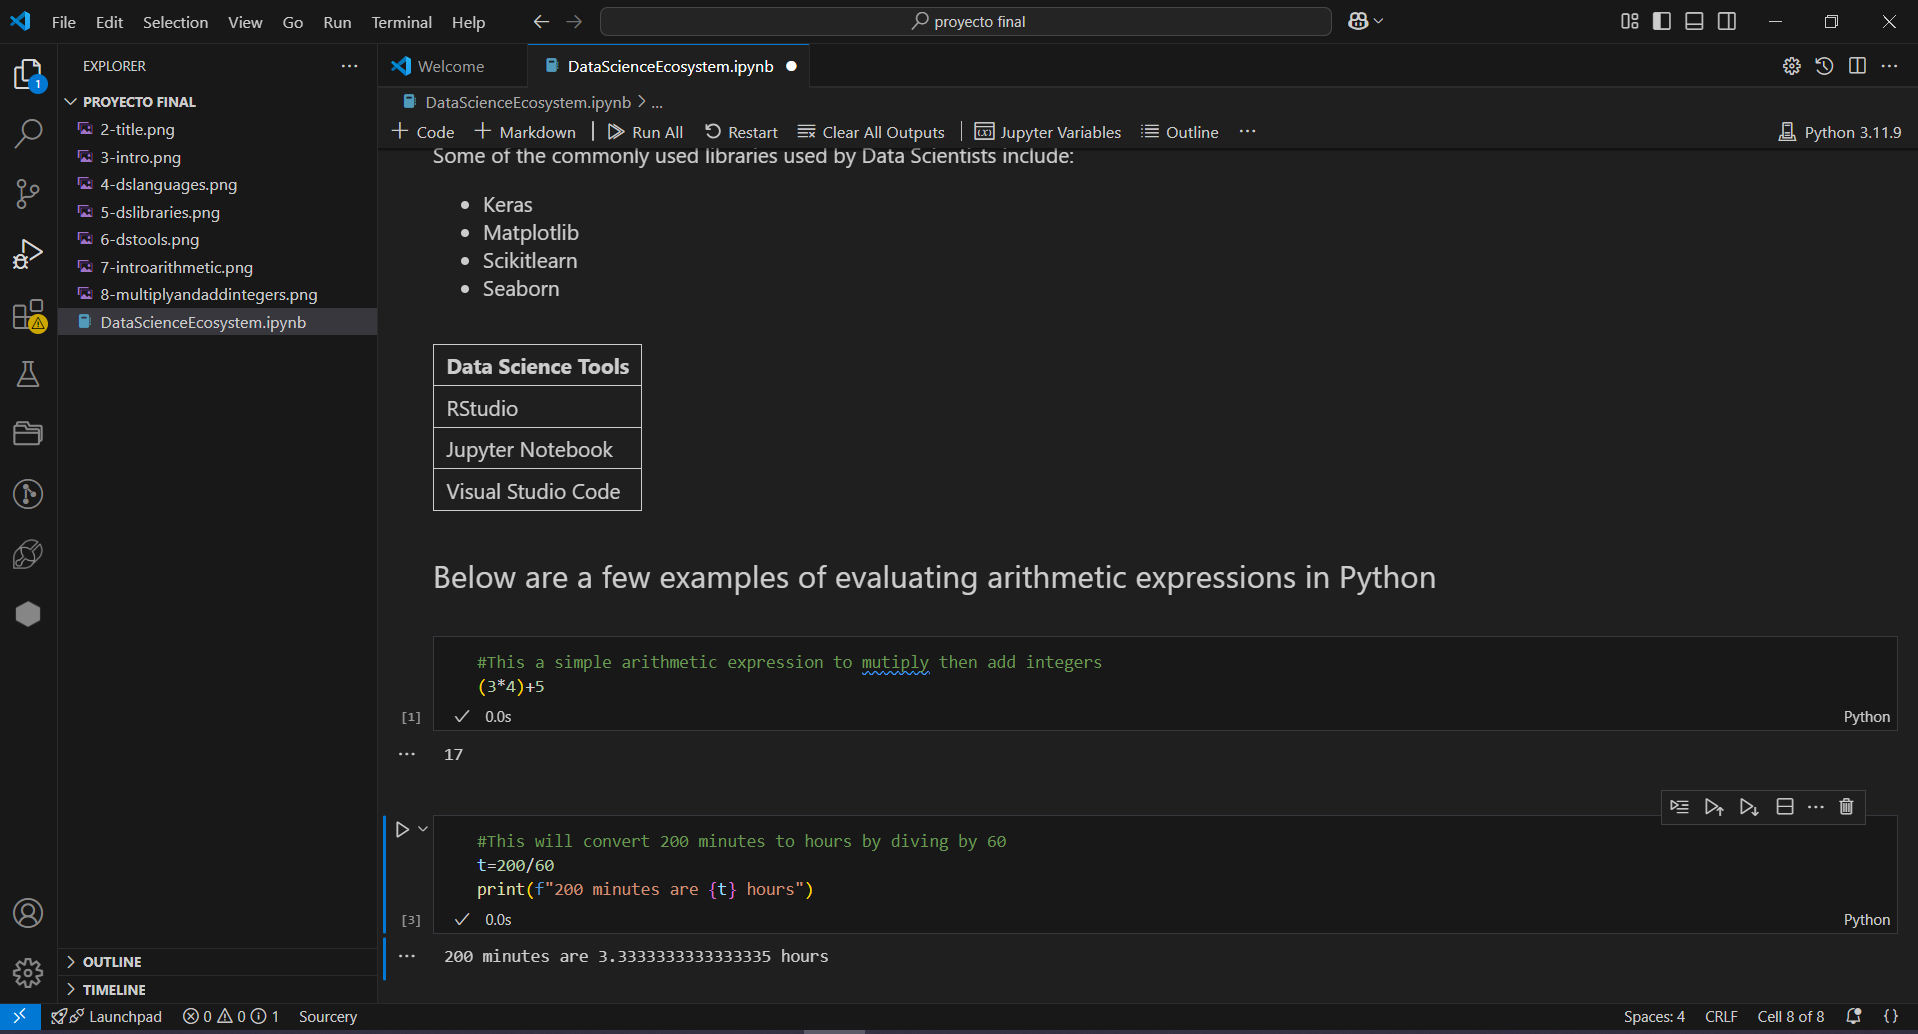 File Edit Selection View Go Run Terminal Help
proyecto final
EXPLORER
Welcome
DataScienceEcosystem.ipynb
PROYECTO FINAL
2-title.png
3-intro.png
4-dslanguages.png
5-dslibraries.png
6-dstools.png
7-introarithmetic.png
8-multiplyandaddintegers.png
DataScienceEcosystem.ipynb
1
DataScienceEcosystem.ipynb > ...
+ Code + Markdown Run All Restart Clear All Outputs Jupyter Variables Outline ... Python 3.11.9
Some of the commonly used libraries used by Data Scientists include:
• Keras
• Matplotlib
• Scikitlearn
• Seaborn
Data Science Tools
RStudio
Jupyter Notebook
Visual Studio Code
Below are a few examples of evaluating arithmetic expressions in Python
#This a simple arithmetic expression to mutiply then add integers
(3*4)+5
[1] 0.0s Python
17
#This will convert 200 minutes to hours by diving by 60
t=200/60
print(f"200 minutes are {t} hours")
[3] 0.0s Python
200 minutes are 3.3333333333333335 hours
OUTLINE
TIMELINE
Launchpad 0 0 1 Sourcery Spaces: 4 CRLF Cell 8 of 8 {}